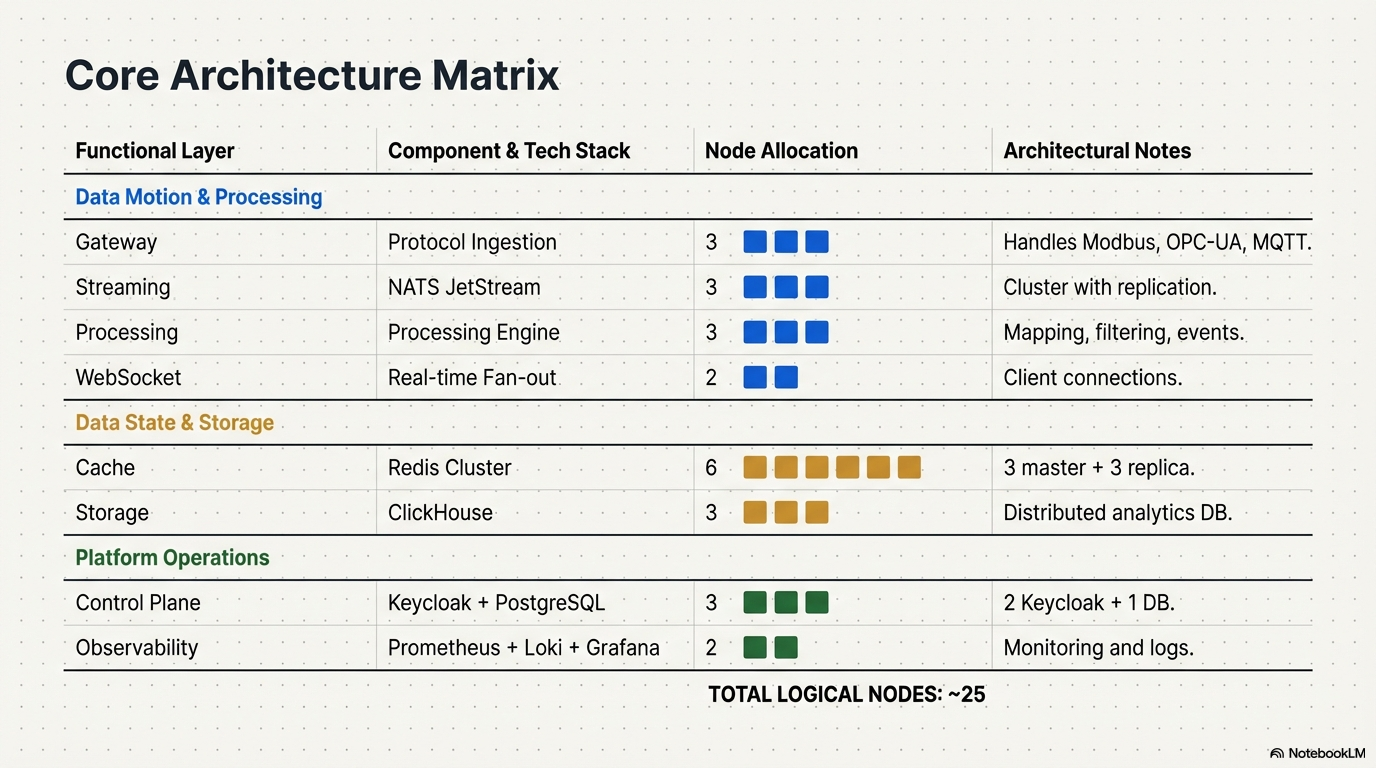 Core Architecture Matrix
Functional Layer Component & Tech Stack Node Allocation Architectural Notes
Data Motion & Processing
Gateway Protocol Ingestion 3 Handles Modbus, OPC-UA, MQTT.
Streaming NATS JetStream 3 Cluster with replication.
Processing Processing Engine 3 Mapping, filtering, events.
WebSocket Real-time Fan-out 2 Client connections.
Data State & Storage
Cache Redis Cluster 6 3 master + 3 replica.
Storage ClickHouse 3 Distributed analytics DB.
Platform Operations
Control Plane Keycloak + PostgreSQL 3 2 Keycloak + 1 DB.
Observability Prometheus + Loki + Grafana 2 Monitoring and logs.
TOTAL LOGICAL NODES: ~25
NotebookLM